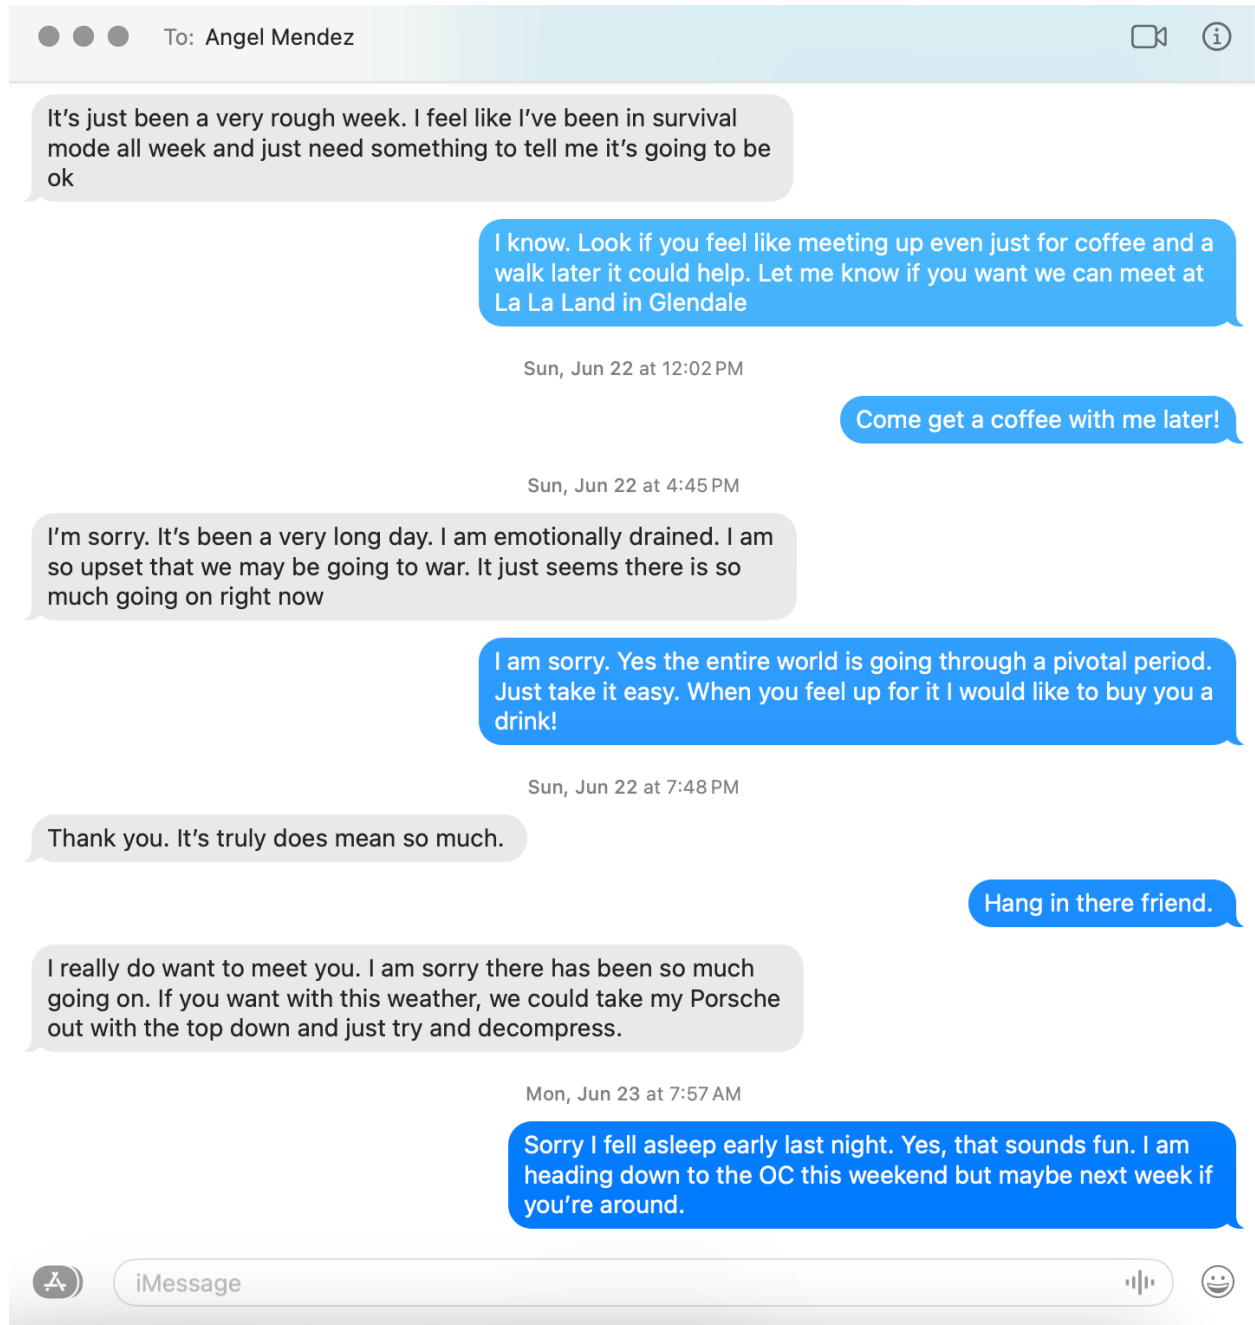 To: Angel Mendez
It’s just been a very rough week. I feel like I’ve been in survival
mode all week and just need something to tell me it’s going to be
ok
I know. Look if you feel like meeting up even just for coffee and a
walk later it could help. Let me know if you want we can meet at
La La Land in Glendale
Sun, Jun 22 at 12:02 PM
Come get a coffee with me later!
Sun, Jun 22 at 4:45 PM
I’m sorry. It’s been a very long day. I am emotionally drained. I am
so upset that we may be going to war. It just seems there is so
much going on right now
I am sorry. Yes the entire world is going through a pivotal period.
Just take it easy. When you feel up for it I would like to buy you a
drink!
Sun, Jun 22 at 7:48 PM
Thank you. It’s truly does mean so much.
Hang in there friend.
I really do want to meet you. I am sorry there has been so much
going on. If you want with this weather, we could take my Porsche
out with the top down and just try and decompress.
Mon, Jun 23 at 7:57 AM
Sorry I fell asleep early last night. Yes, that sounds fun. I am
heading down to the OC this weekend but maybe next week if
you’re around.
iMessage